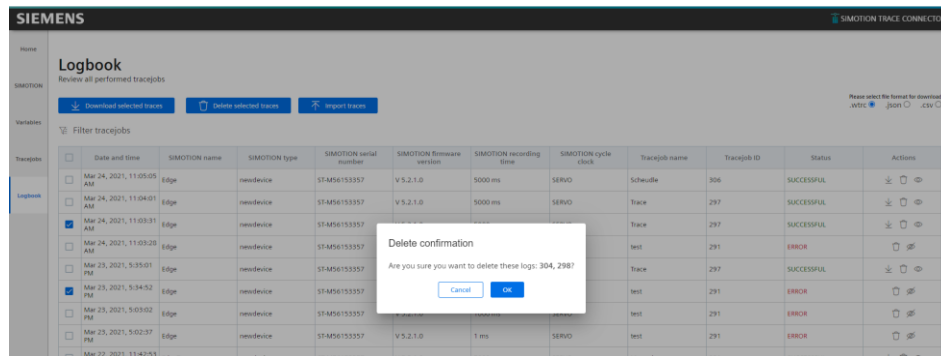 SIEMENS
SIMOTION TRACE CONNECTO
Home
SIMOTION
Variables
Tracejobs
Logbook
Logbook
Review all performed tracejobs
Download selected traces
Delete selected traces
Import traces
Please select file format for download
.wtrc .json .csv
Filter tracejobs
Date and time SIMOTION name SIMOTION type SIMOTION serial number SIMOTION firmware version SIMOTION recording time SIMOTION cycle clock Tracejob name Tracejob ID Status Actions
Mar 24, 2021, 11:05:05 AM Edge newdevice ST-M56153357 V 5.2.1.0 5000 ms SERVO Scheudle 306 SUCCESSFUL
Mar 24, 2021, 11:04:01 AM Edge newdevice ST-M56153357 V 5.2.1.0 5000 ms SERVO Trace 297 SUCCESSFUL
Mar 24, 2021, 11:03:31 AM Edge newdevice ST-M56153357 Trace 297 SUCCESSFUL
Mar 24, 2021, 11:03:28 AM Edge newdevice ST-M56153357 test 291 ERROR
Mar 23, 2021, 5:35:01 PM Edge newdevice ST-M56153357 Trace 297 SUCCESSFUL
Mar 23, 2021, 5:34:52 PM Edge newdevice ST-M56153357 test 291 ERROR
Mar 23, 2021, 5:03:02 PM Edge newdevice ST-M56153357 test 291 ERROR
Mar 23, 2021, 5:02:37 PM Edge newdevice ST-M56153357 V 5.2.1.0 1 ms SERVO test 291 ERROR
Mar 22, 2021, 11:42:53
Delete confirmation
Are you sure you want to delete these logs: 304, 298?
Cancel
OK